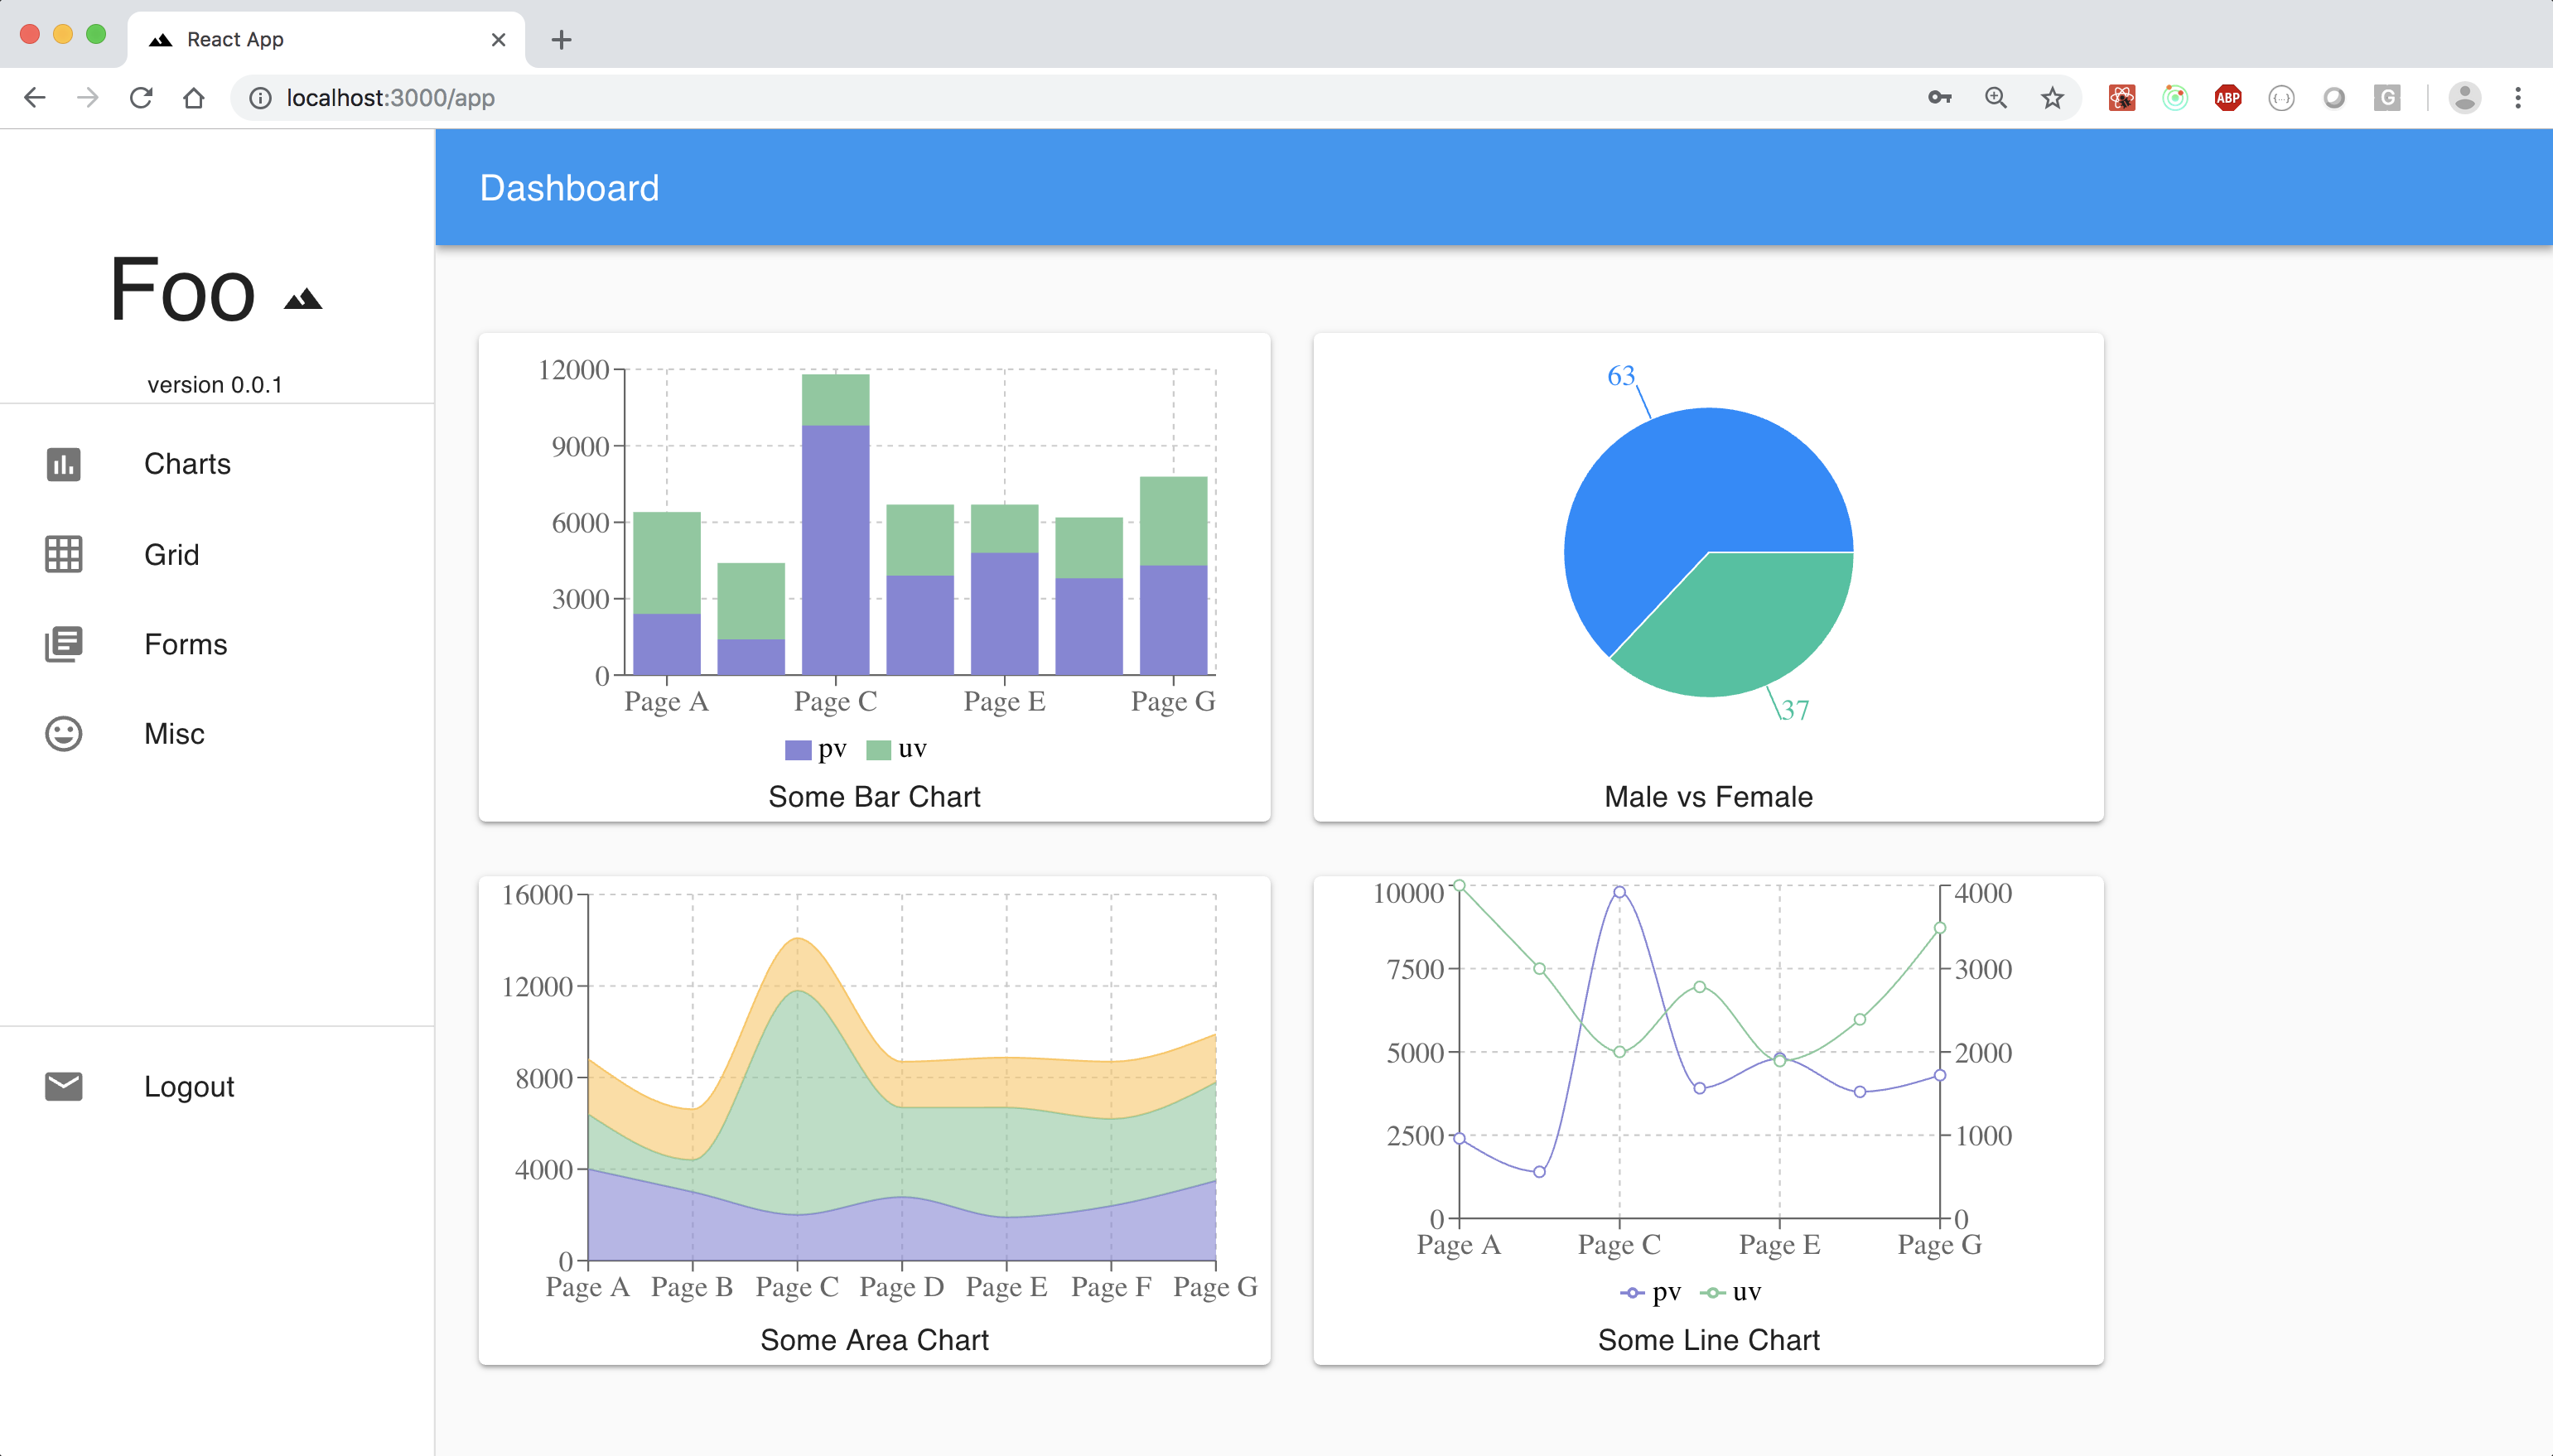 React App
localhost:3000/app
ABP
{...}
G
Dashboard
Foo
version 0.0.1
Charts
Grid
Forms
Misc
Logout
12000
9000
6000
3000
0
Page A Page C Page E Page G
pv uv
Some Bar Chart
63
37
Male vs Female
16000
12000
8000
4000
0
Page A Page B Page C Page D Page E Page F Page G
Some Area Chart
10000 4000
7500 3000
5000 2000
2500 1000
0 0
Page A Page C Page E Page G
pv uv
Some Line Chart